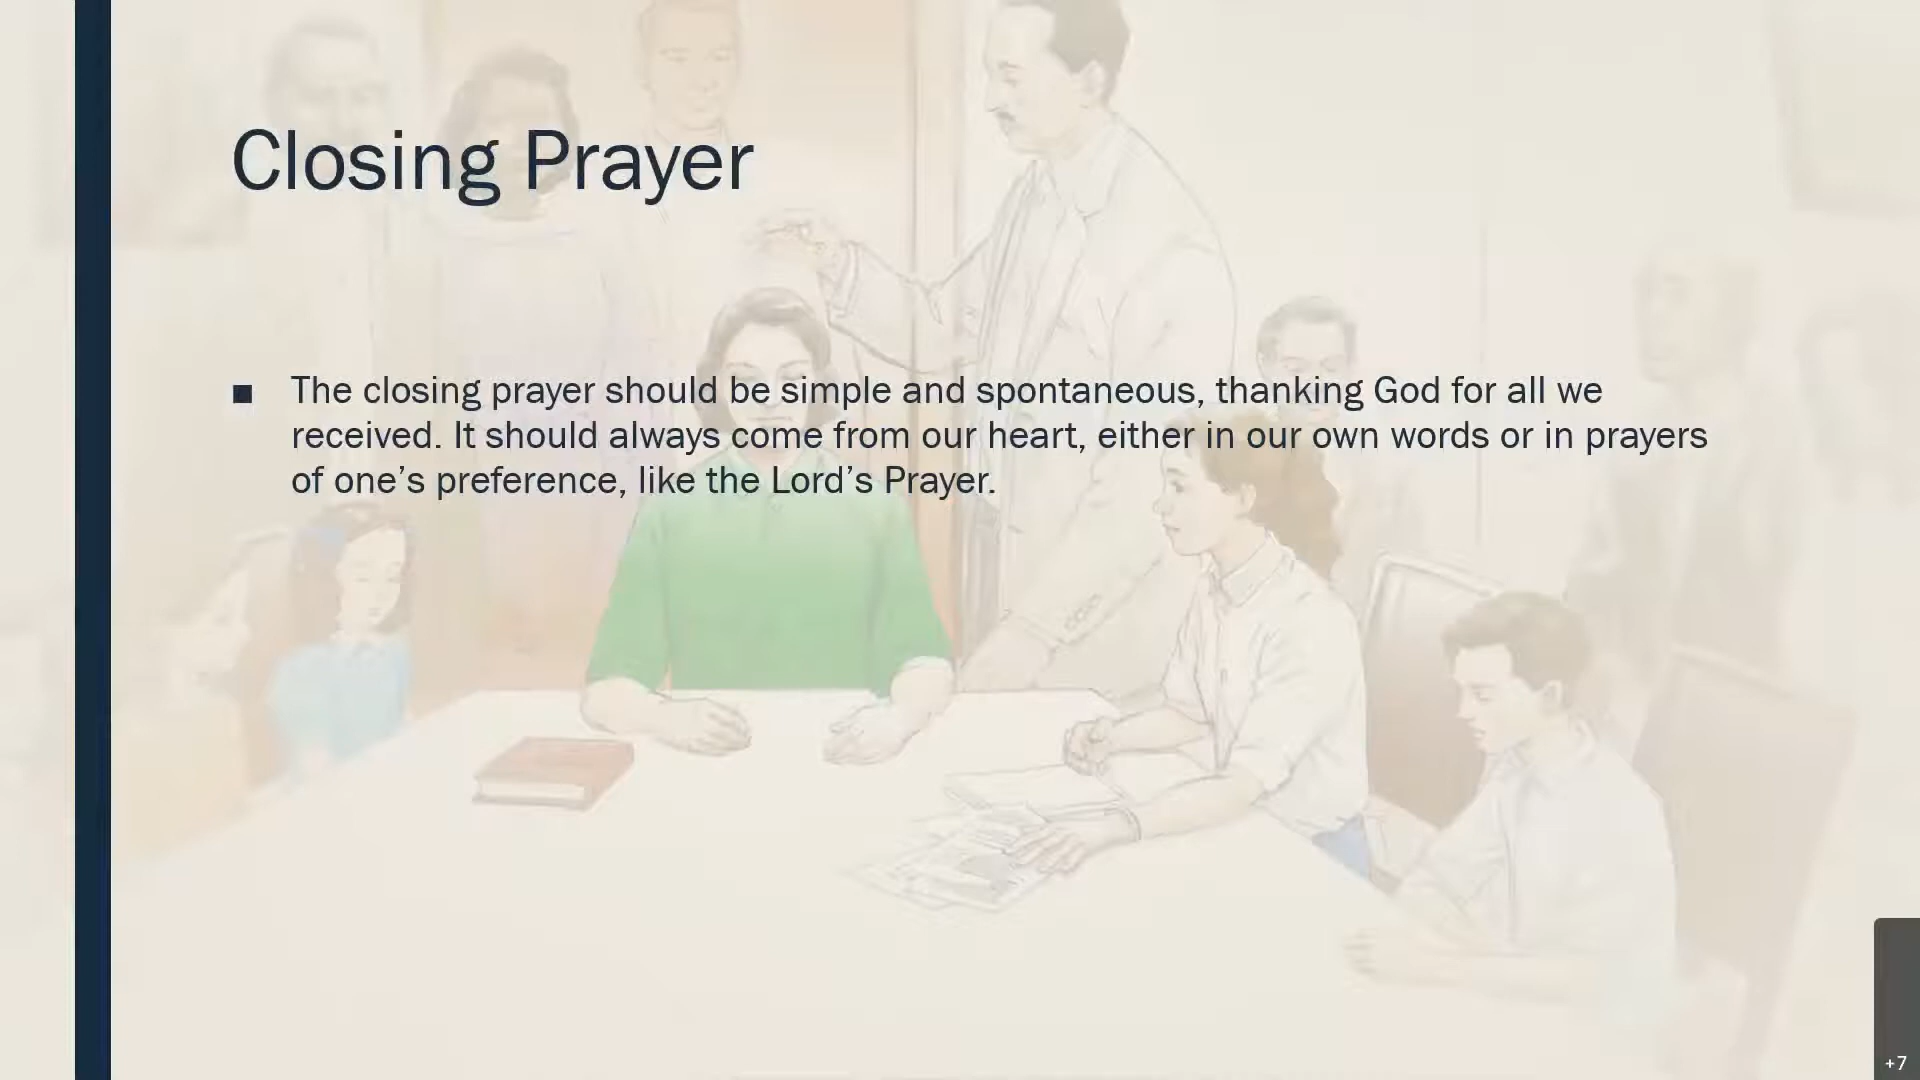 Closing Prayer
■ The closing prayer should be simple and spontaneous, thanking God for all we
received. It should always come from our heart, either in our own words or in prayers
of one’s preference, like the Lord’s Prayer.
+7